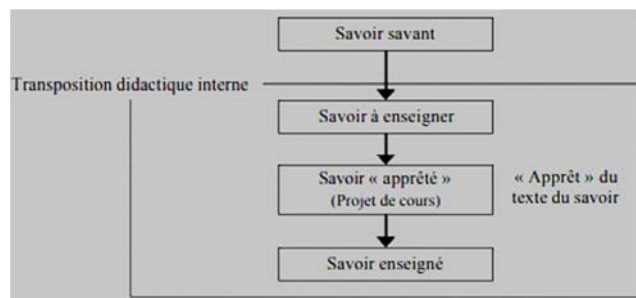 Savoir savant
Transposition didactique interne
Savoir à enseigner
Savoir « apprêté »
(Projet de cours)
« Apprêt » du
texte du savoir
Savoir enseigné